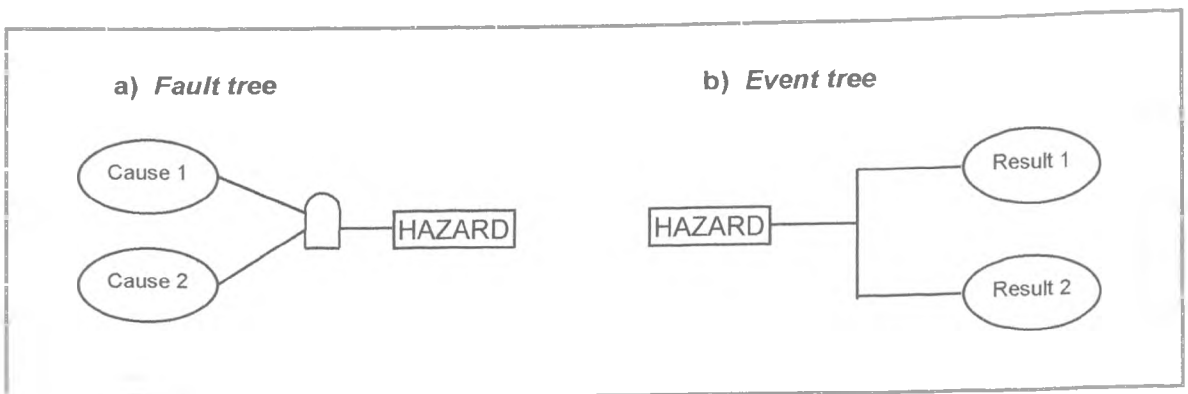 a) Fault tree
Cause 1
HAZARD
Cause 2
b) Event tree
Result 1
HAZARD
Result 2